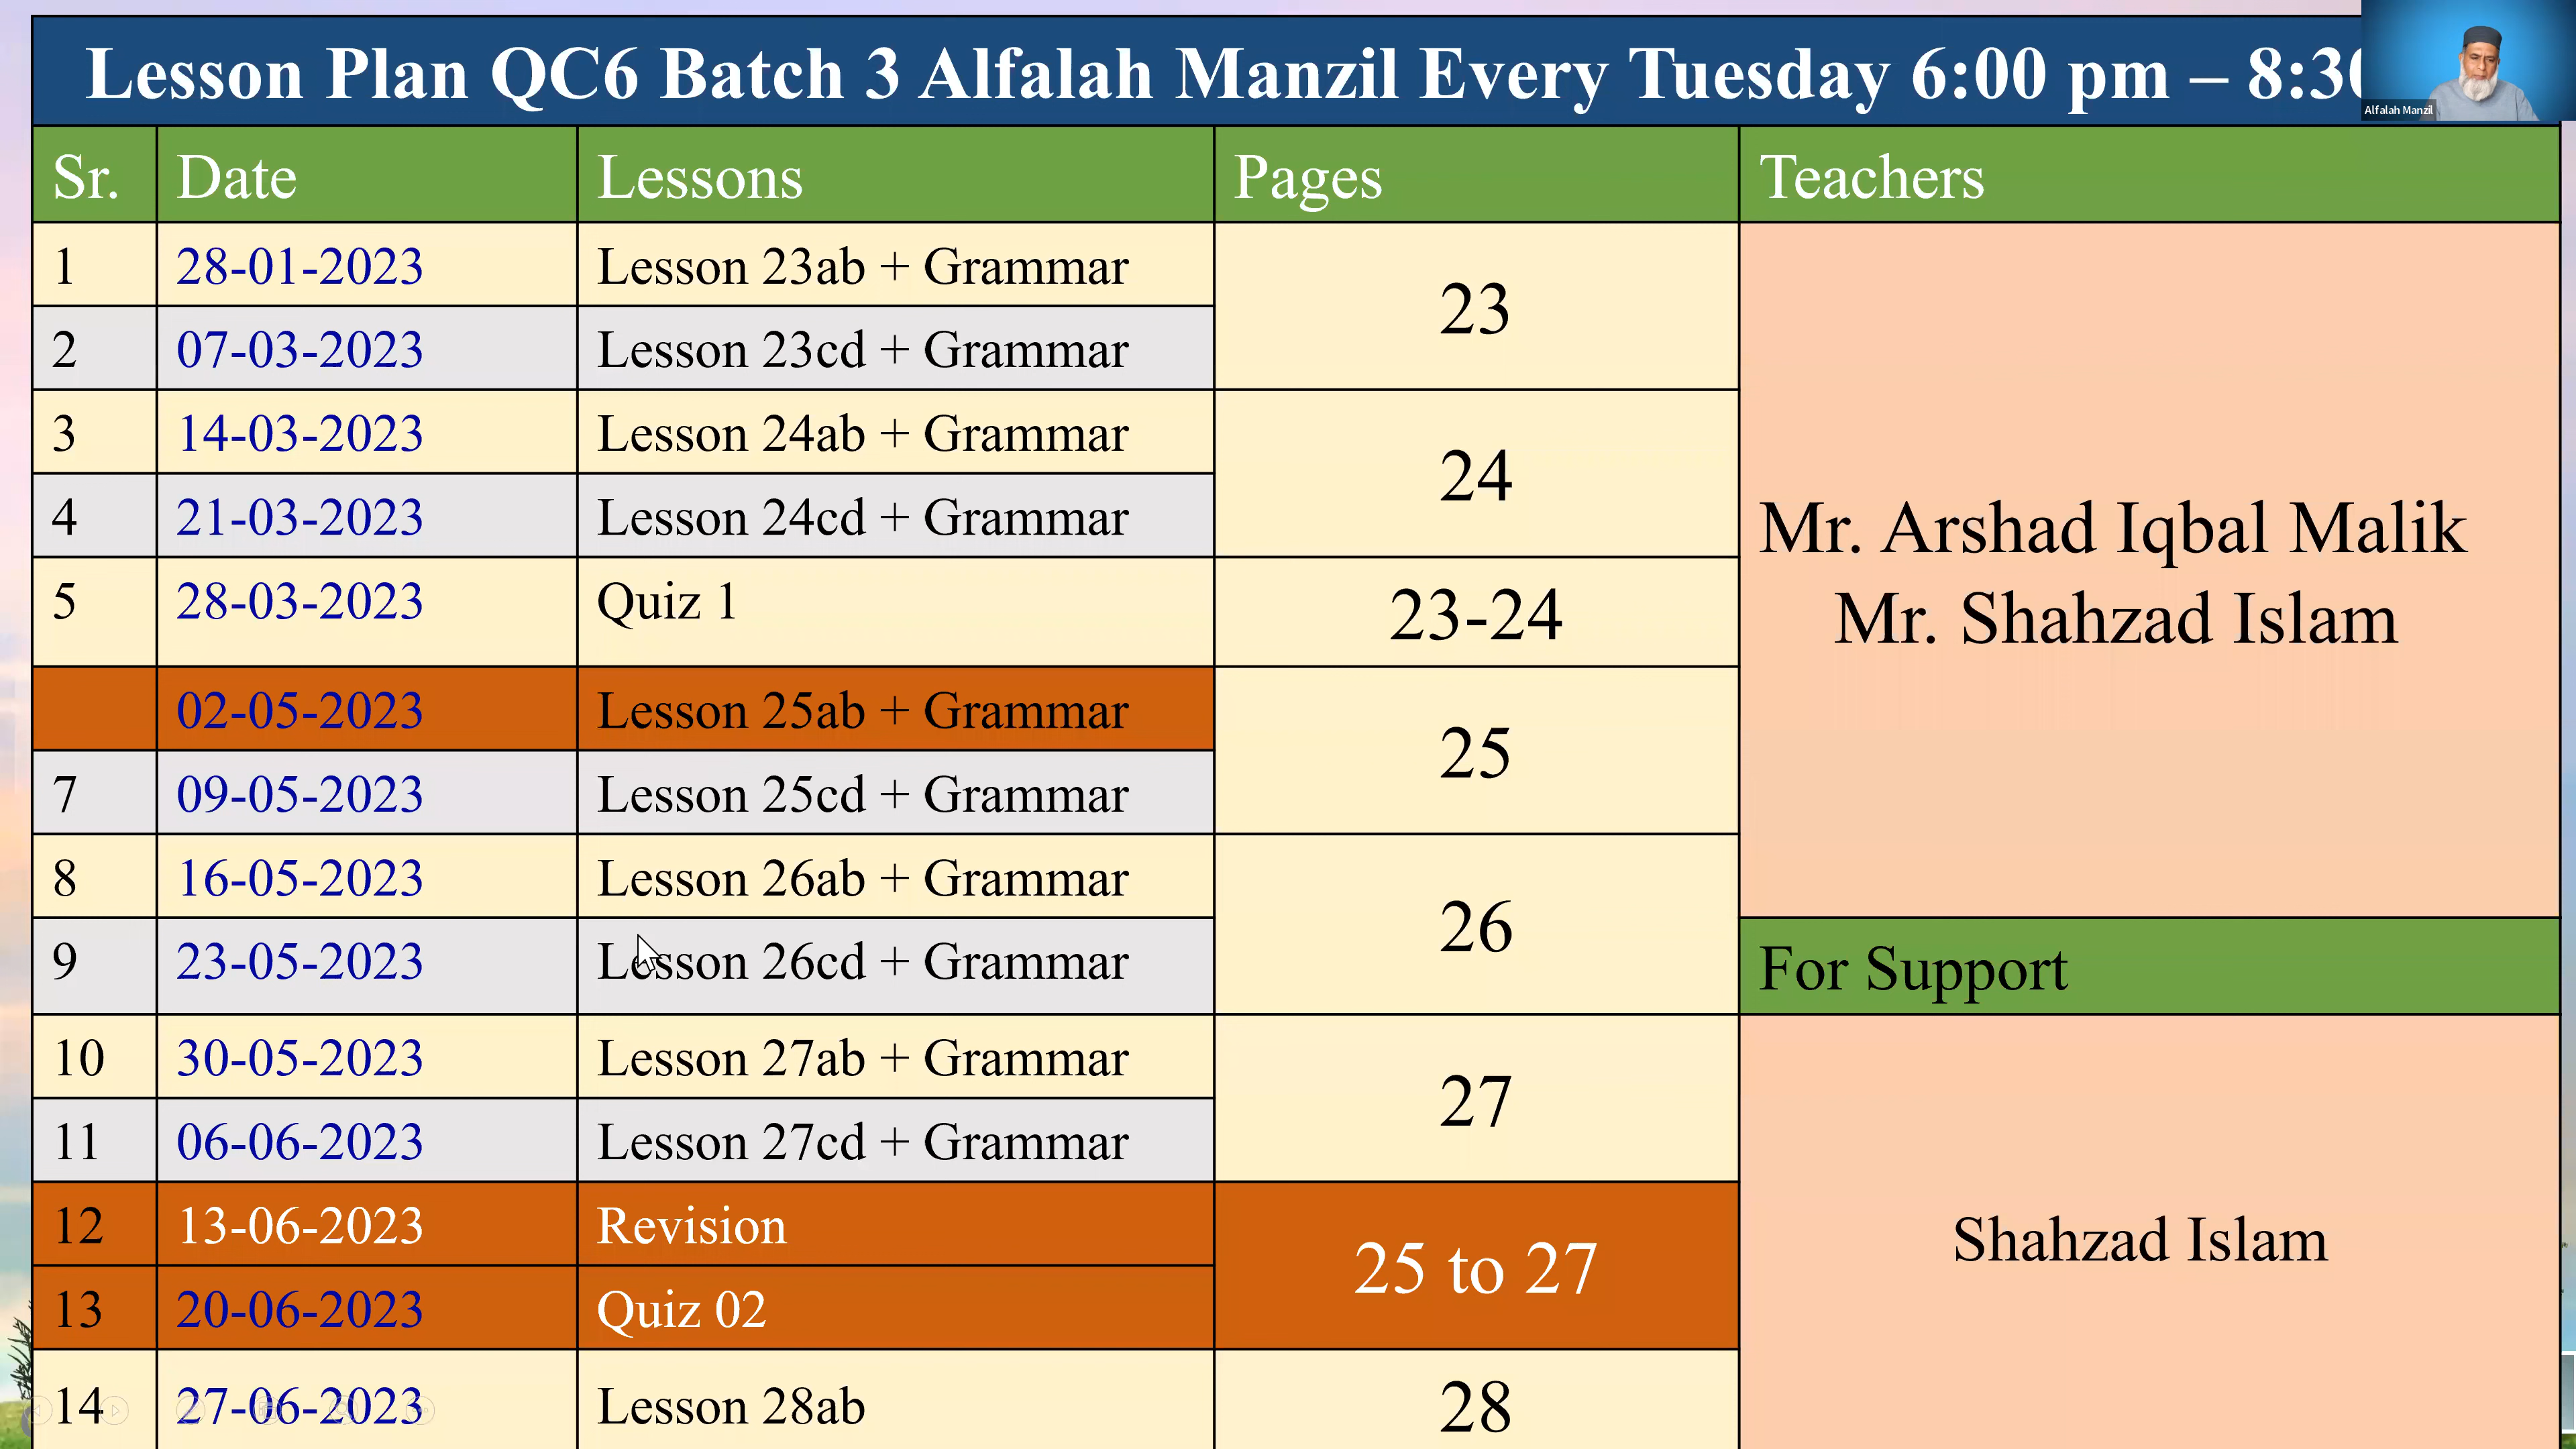 Lesson Plan QC6 Batch 3 Alfalah Manzil Every Tuesday 6:00 pm – 8:30
Alfalah Manzil
Sr. Date Lessons Pages Teachers
1 28-01-2023 Lesson 23ab + Grammar 23
2 07-03-2023 Lesson 23cd + Grammar
3 14-03-2023 Lesson 24ab + Grammar 24
4 21-03-2023 Lesson 24cd + Grammar
Mr. Arshad Iqbal Malik
Mr. Shahzad Islam
5 28-03-2023 Quiz 1 23-24
02-05-2023 Lesson 25ab + Grammar 25
7 09-05-2023 Lesson 25cd + Grammar
8 16-05-2023 Lesson 26ab + Grammar 26
9 23-05-2023 Lesson 26cd + Grammar For Support
10 30-05-2023 Lesson 27ab + Grammar 27
11 06-06-2023 Lesson 27cd + Grammar
12 13-06-2023 Revision 25 to 27 Shahzad Islam
13 20-06-2023 Quiz 02
14 27-06-2023 Lesson 28ab 28